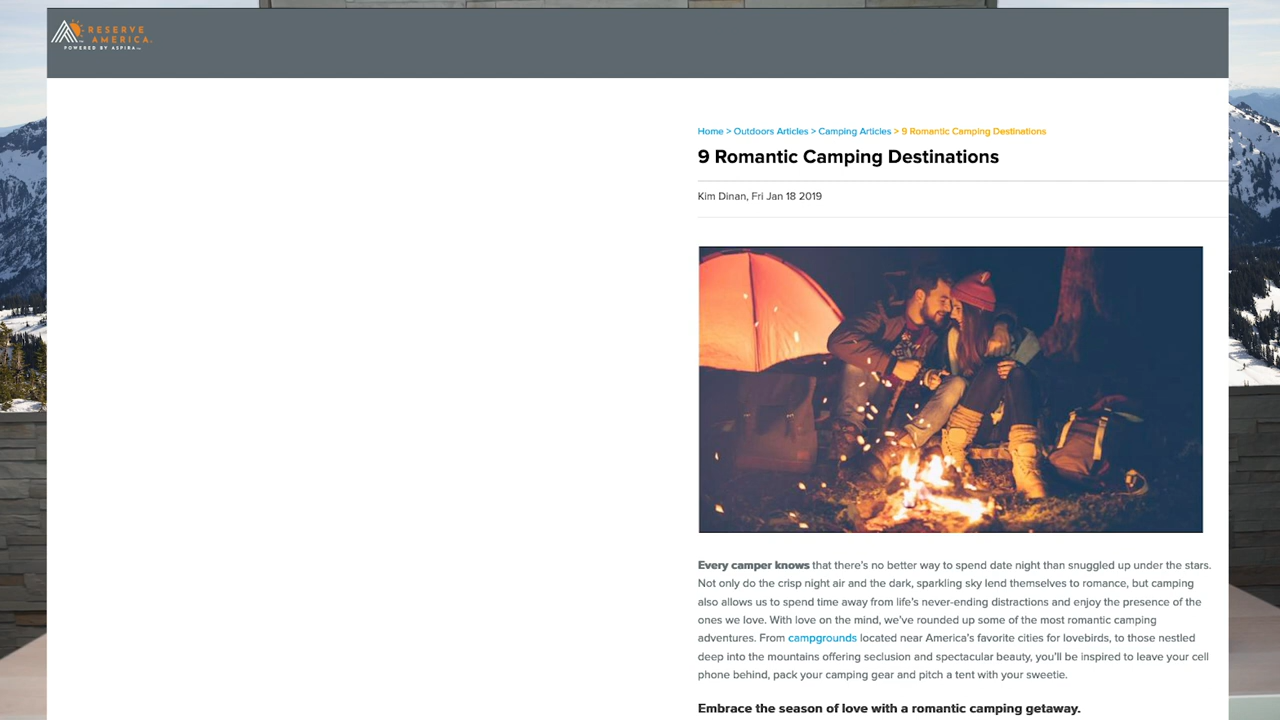 RESERVE
AMERICA.
POWERED BY ASPIRA
Home > Outdoors Articles > Camping Articles > 9 Romantic Camping Destinations
9 Romantic Camping Destinations
Kim Dinan, Fri Jan 18 2019
Every camper knows that there's no better way to spend date night than snuggled up under the stars.
Not only do the crisp night air and the dark, sparkling sky lend themselves to romance, but camping
also allows us to spend time away from life's never-ending distractions and enjoy the presence of the
ones we love. With love on the mind, we've rounded up some of the most romantic camping
adventures. From campgrounds located near America's favorite cities for lovebirds, to those nestled
deep into the mountains offering seclusion and spectacular beauty, you'll be inspired to leave your cell
phone behind, pack your camping gear and pitch a tent with your sweetie.
Embrace the season of love with a romantic camping getaway.